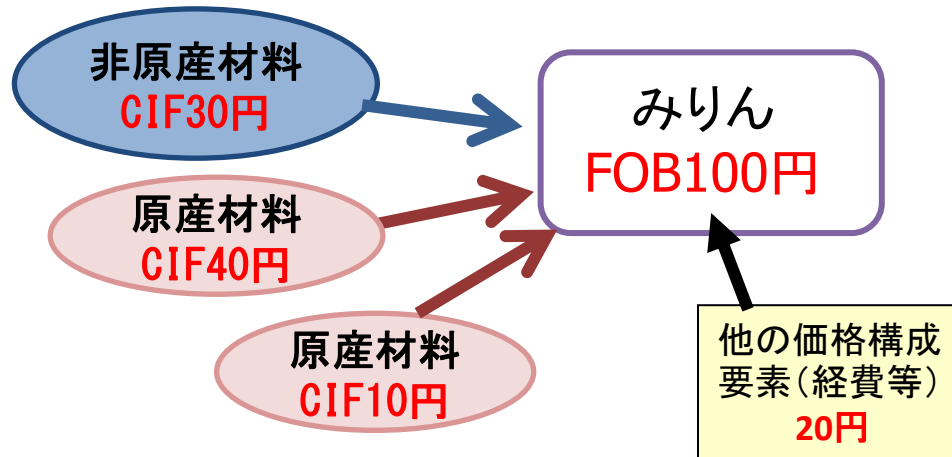 非原産材料
CIF30円
みりん
FOB100円
原産材料
CIF40円
原産材料
CIF10円
他の価格構成
要素(経費等)
20円